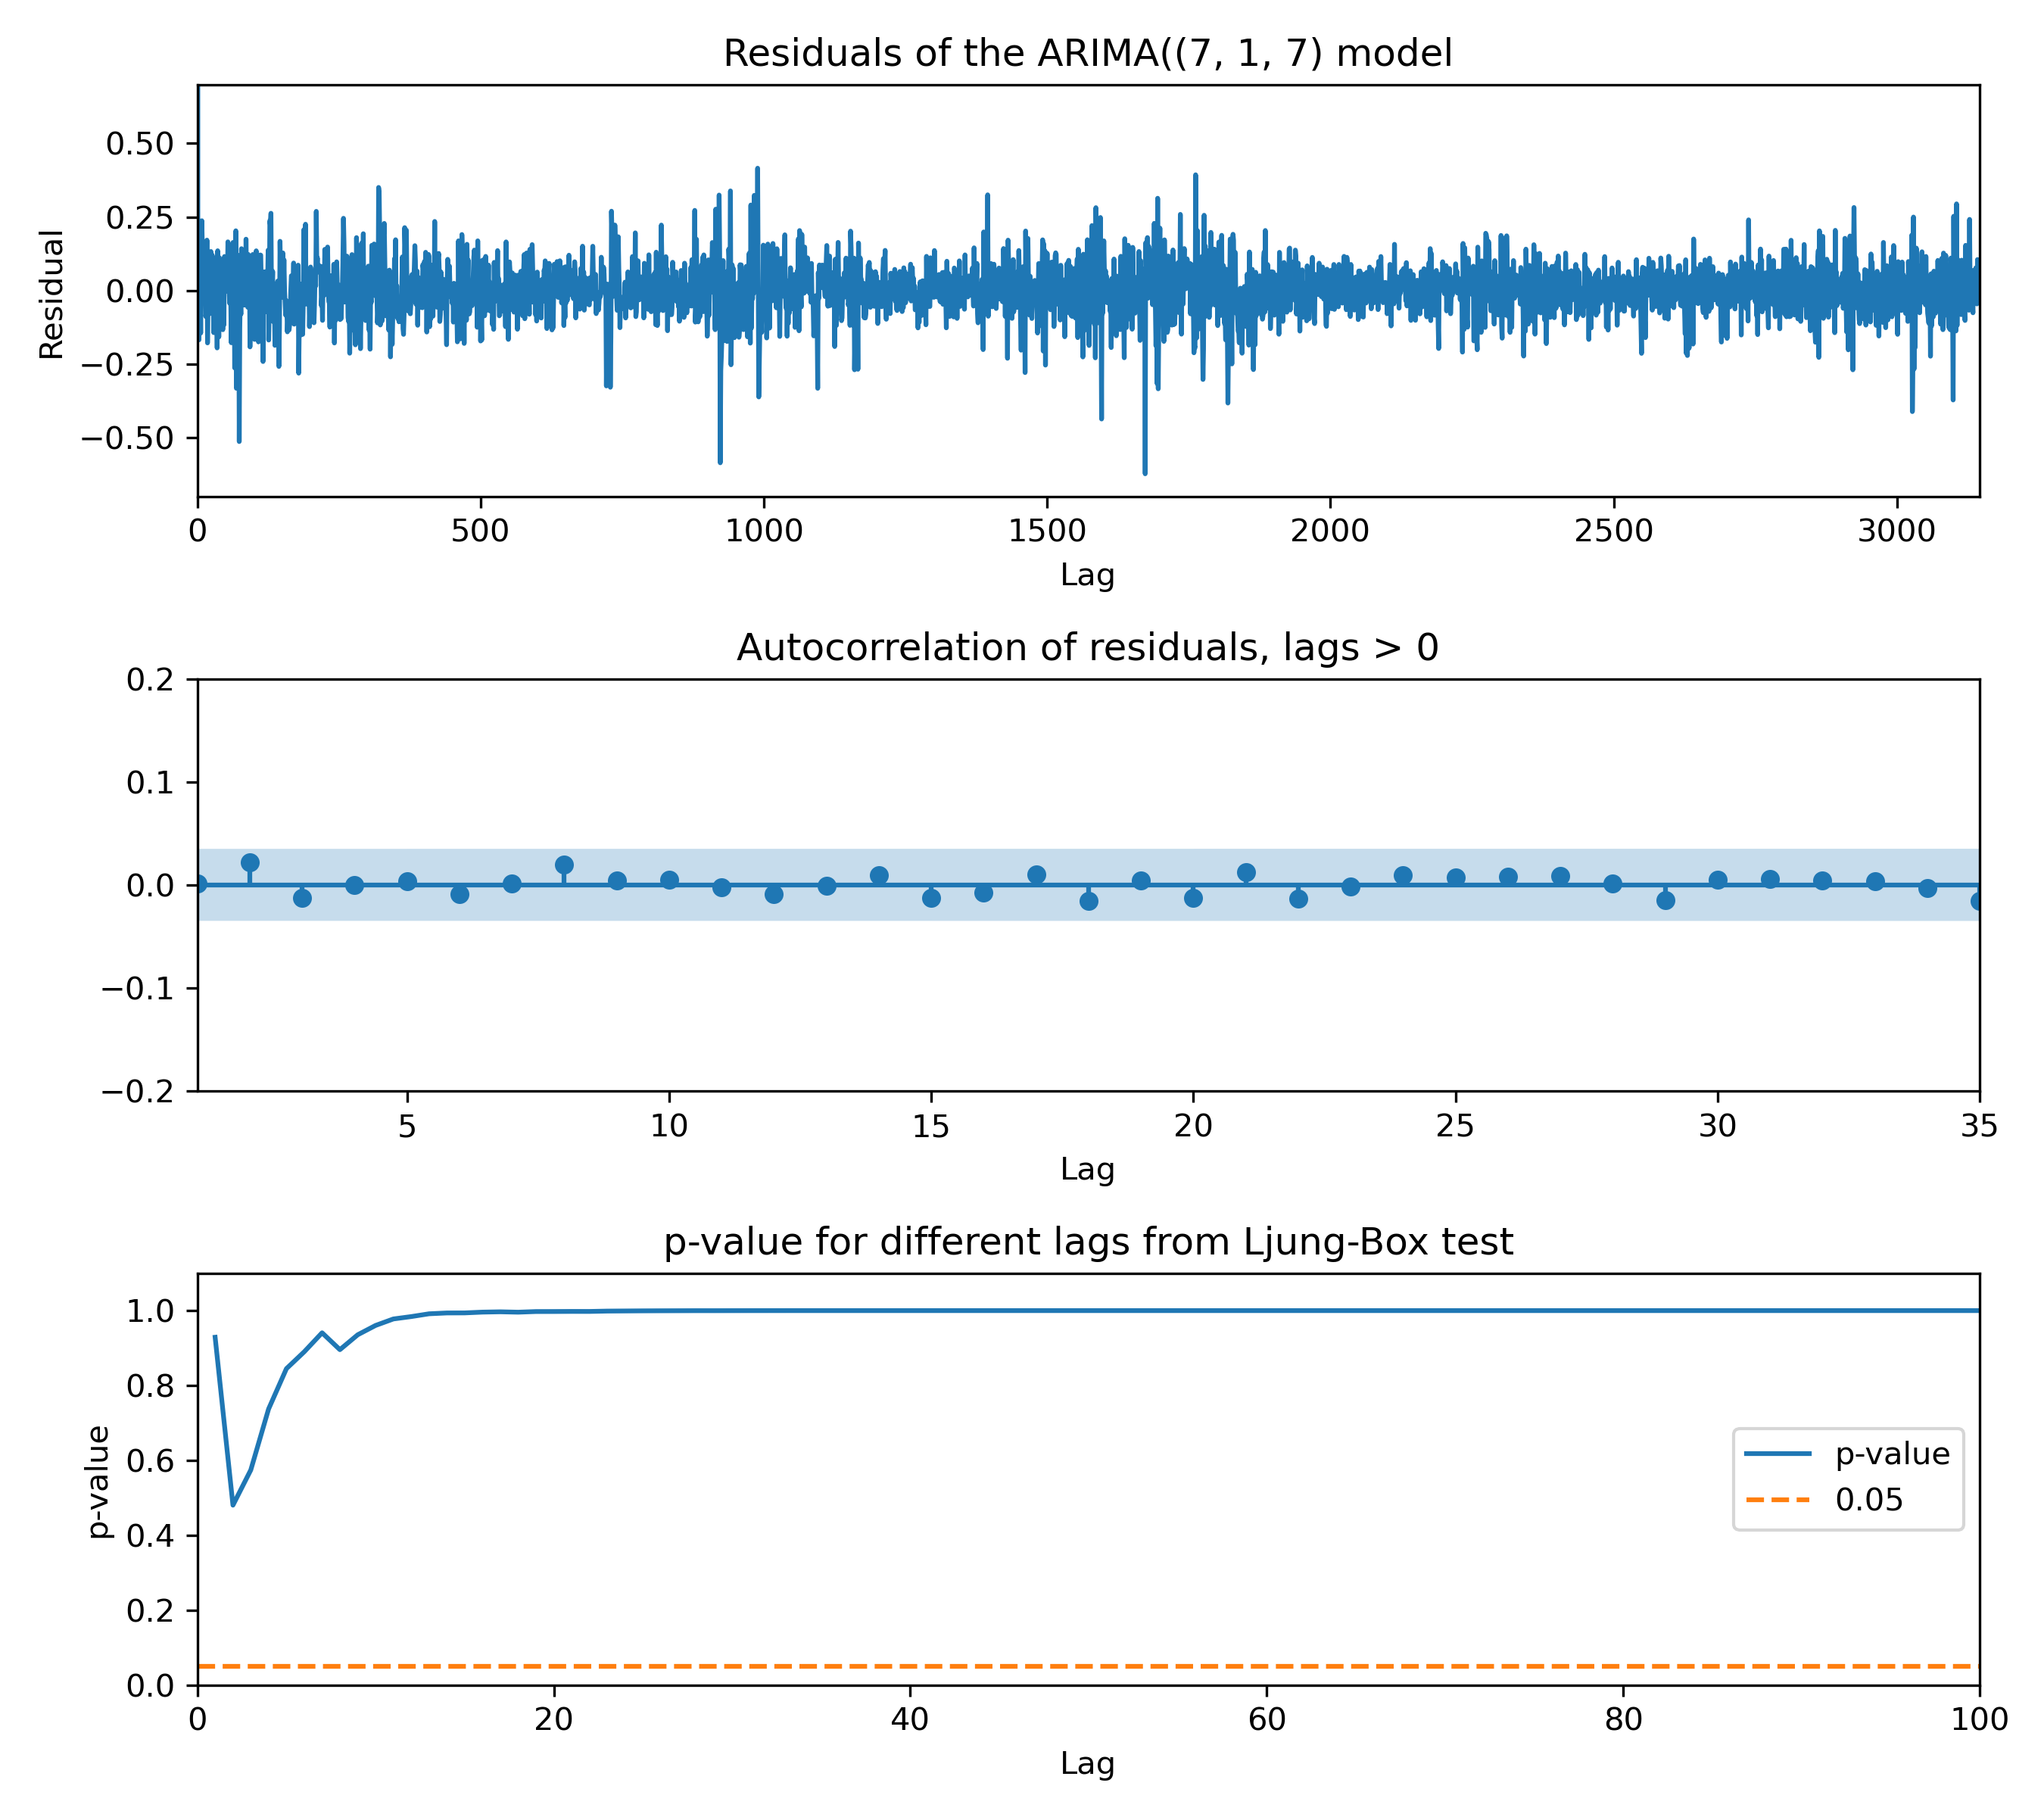 Residuals of the ARIMA((7, 1, 7) model
Residual
0.50
0.25
0.00
−0.25
−0.50
0 500 1000 1500 2000 2500 3000
Lag
Autocorrelation of residuals, lags > 0
0.2
0.1
0.0
−0.1
−0.2
5 10 15 20 25 30 35
Lag
p-value for different lags from Ljung-Box test
p-value
1.0
0.8
0.6
0.4
0.2
0.0
p-value
0.05
0 20 40 60 80 100
Lag